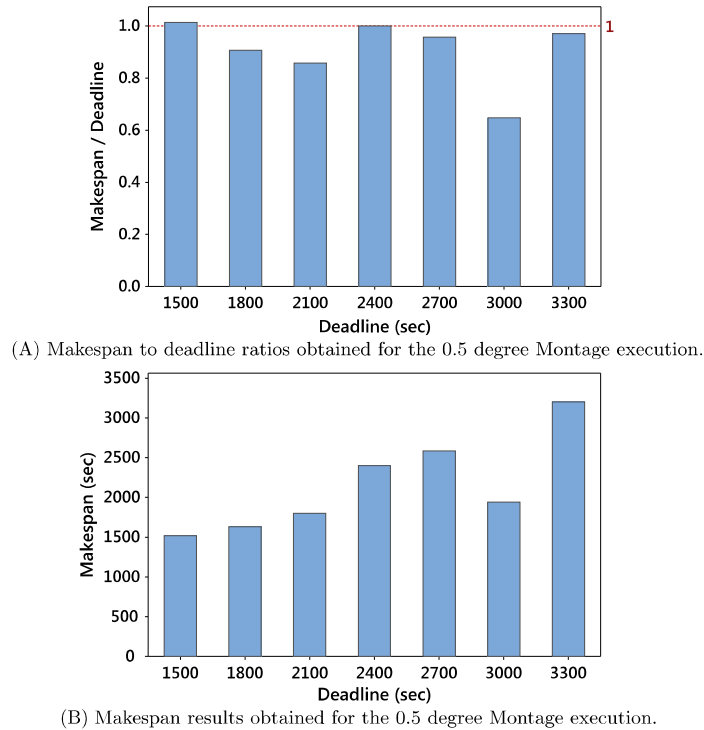 Makespan / Deadline
1.0
0.8
0.6
0.4
0.2
0.0
1
1500 1800 2100 2400 2700 3000 3300
Deadline (sec)
(A) Makespan to deadline ratios obtained for the 0.5 degree Montage execution.
Makespan (sec)
3500
3000
2500
2000
1500
1000
500
0
1500 1800 2100 2400 2700 3000 3300
Deadline (sec)
(B) Makespan results obtained for the 0.5 degree Montage execution.